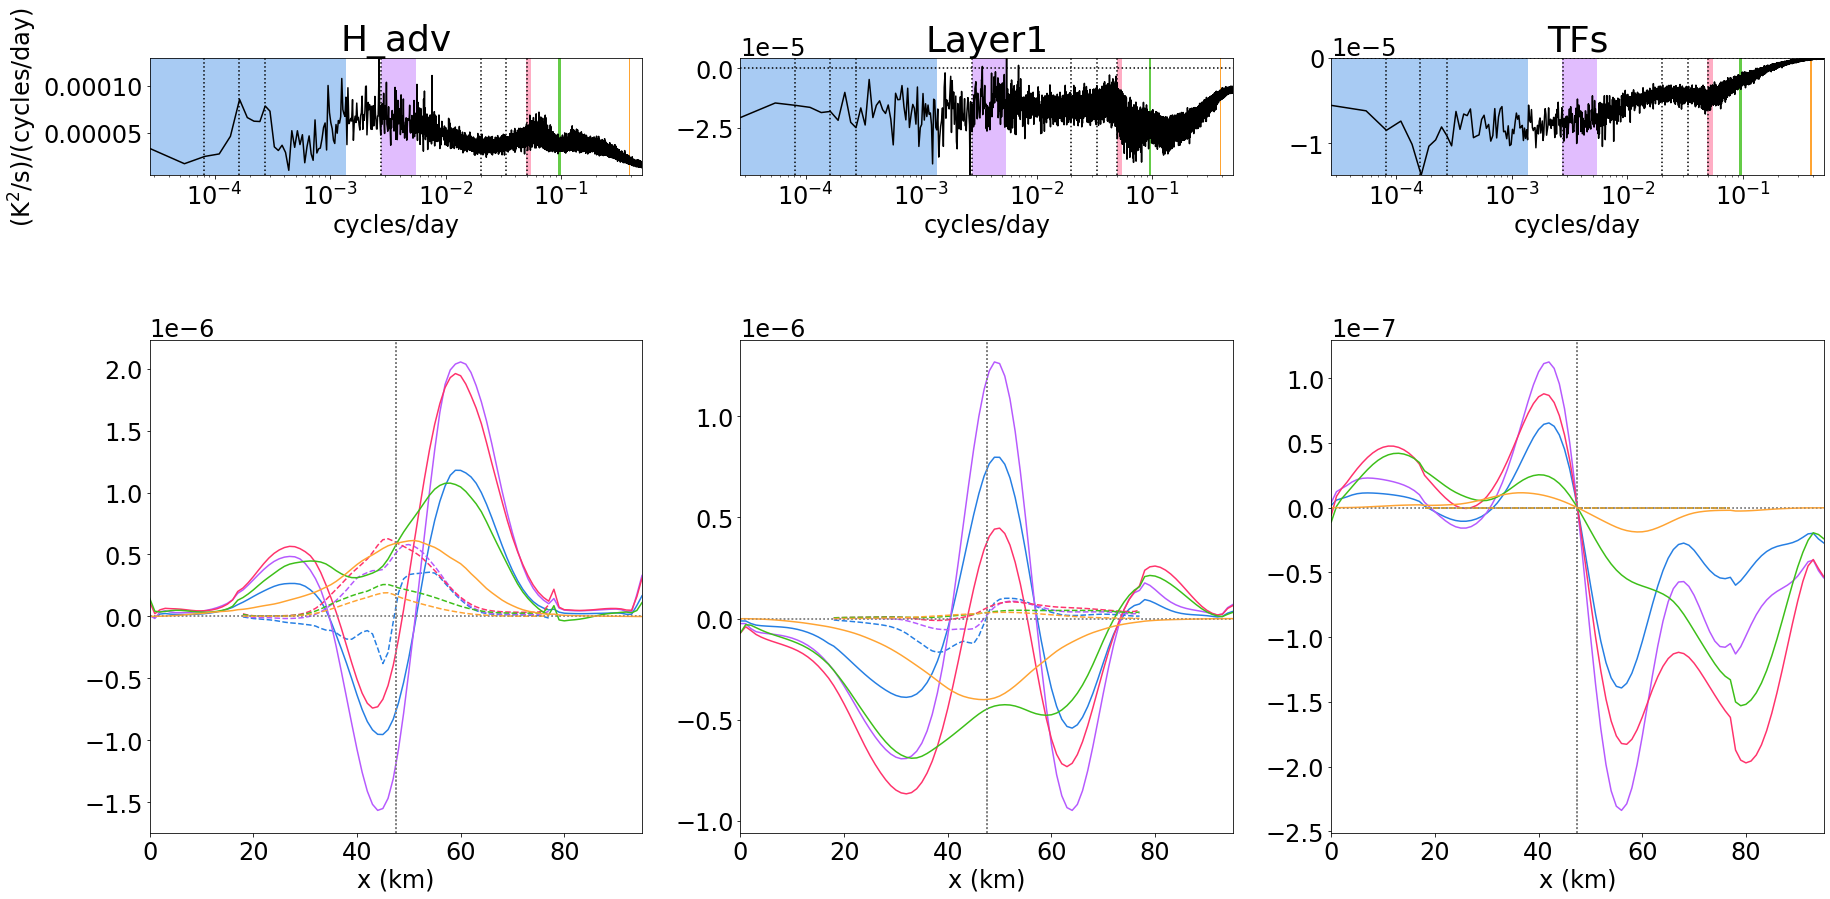 H_adv
(K²/s)/(cycles/day)
0.00010
0.00005
10⁻⁴ 10⁻³ 10⁻² 10⁻¹
cycles/day
Layer1
1e−5
0.0
−2.5
10⁻⁴ 10⁻³ 10⁻² 10⁻¹
cycles/day
TFs
1e−5
0
−1
10⁻⁴ 10⁻³ 10⁻² 10⁻¹
cycles/day
1e−6
2.0
1.5
1.0
0.5
0.0
−0.5
−1.0
−1.5
0 20 40 60 80
x (km)
1e−6
1.0
0.5
0.0
−0.5
−1.0
0 20 40 60 80
x (km)
1e−7
1.0
0.5
0.0
−0.5
−1.0
−1.5
−2.0
−2.5
0 20 40 60 80
x (km)